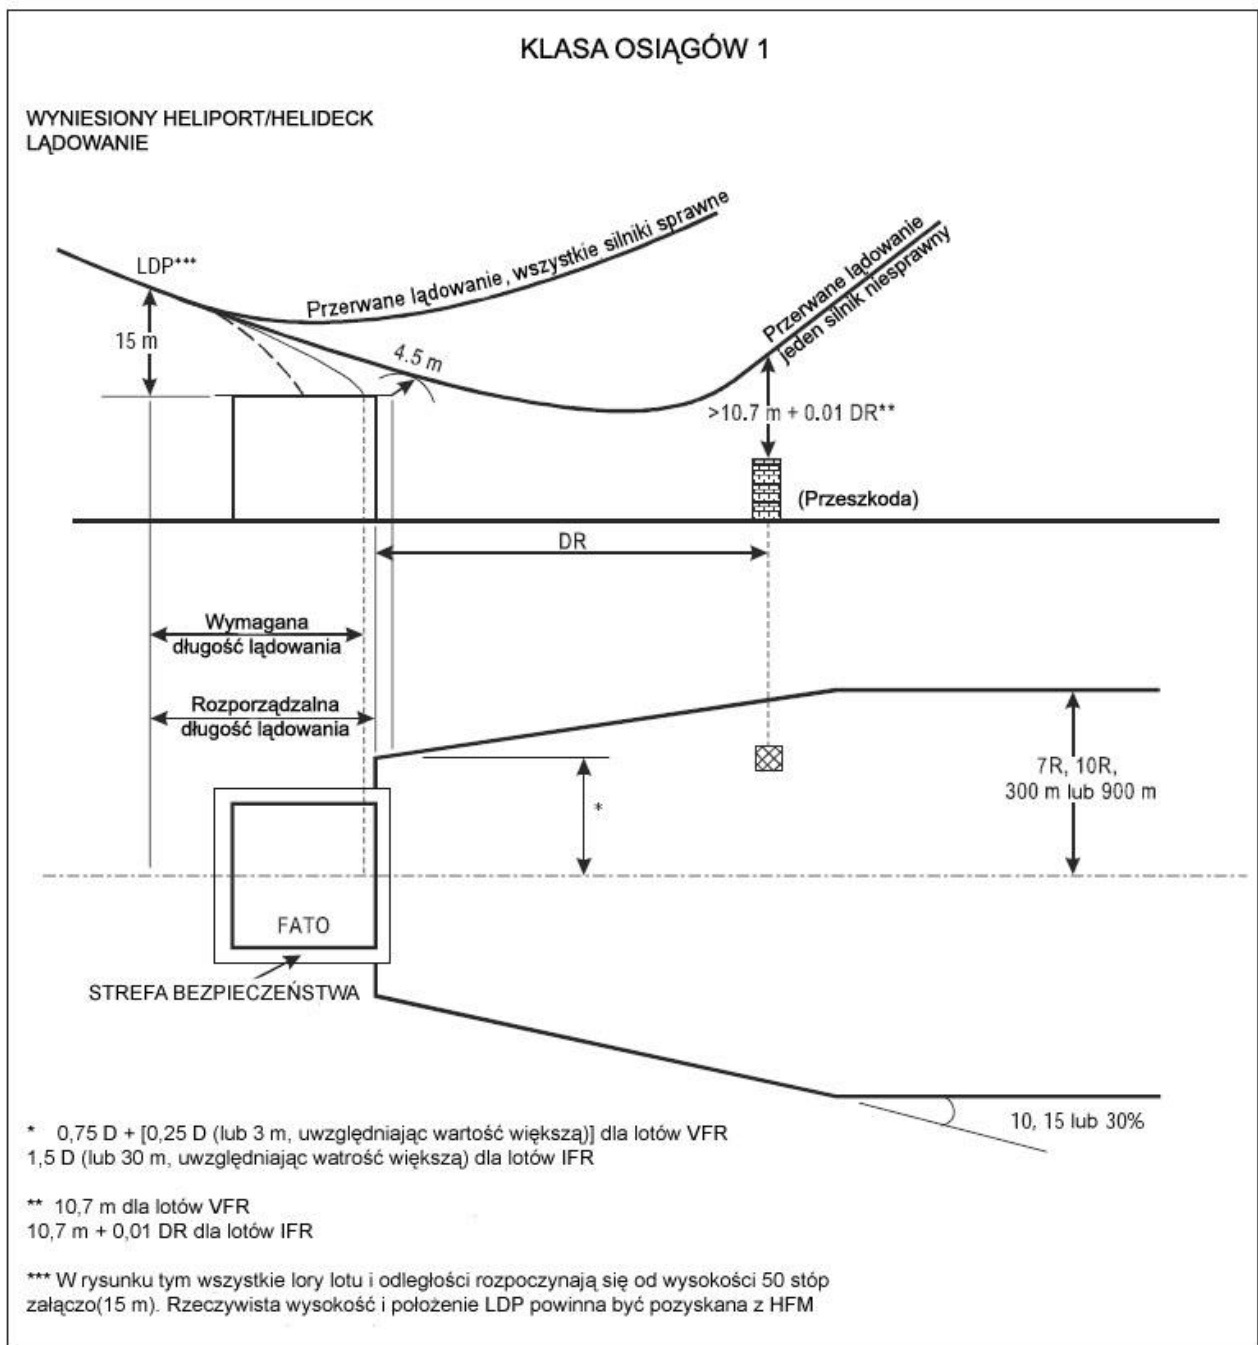 KLASA OSIĄGÓW 1
WYNIESIONY HELIPORT/HELIDECK
LĄDOWANIE
LDP***
15 m
Przerwane lądowanie, wszystkie silniki sprawne
Przerwane lądowanie
jeden silnik niesprawny
4.5 m
>10.7 m + 0.01 DR**
(Przeszkoda)
DR
Wymagana
długość lądowania
Rozporządzalna
długość lądowania
7R, 10R,
300 m lub 900 m
*
FATO
STREFA BEZPIECZEŃSTWA
10, 15 lub 30%
* 0,75 D + [0,25 D (lub 3 m, uwzględniając wartość większą)] dla lotów VFR
1,5 D (lub 30 m, uwzględniając watrość większą) dla lotów IFR
** 10,7 m dla lotów VFR
10,7 m + 0,01 DR dla lotów IFR
*** W rysunku tym wszystkie lory lotu i odległości rozpoczynają się od wysokości 50 stóp
załączo(15 m). Rzeczywista wysokość i położenie LDP powinna być pozyskana z HFM